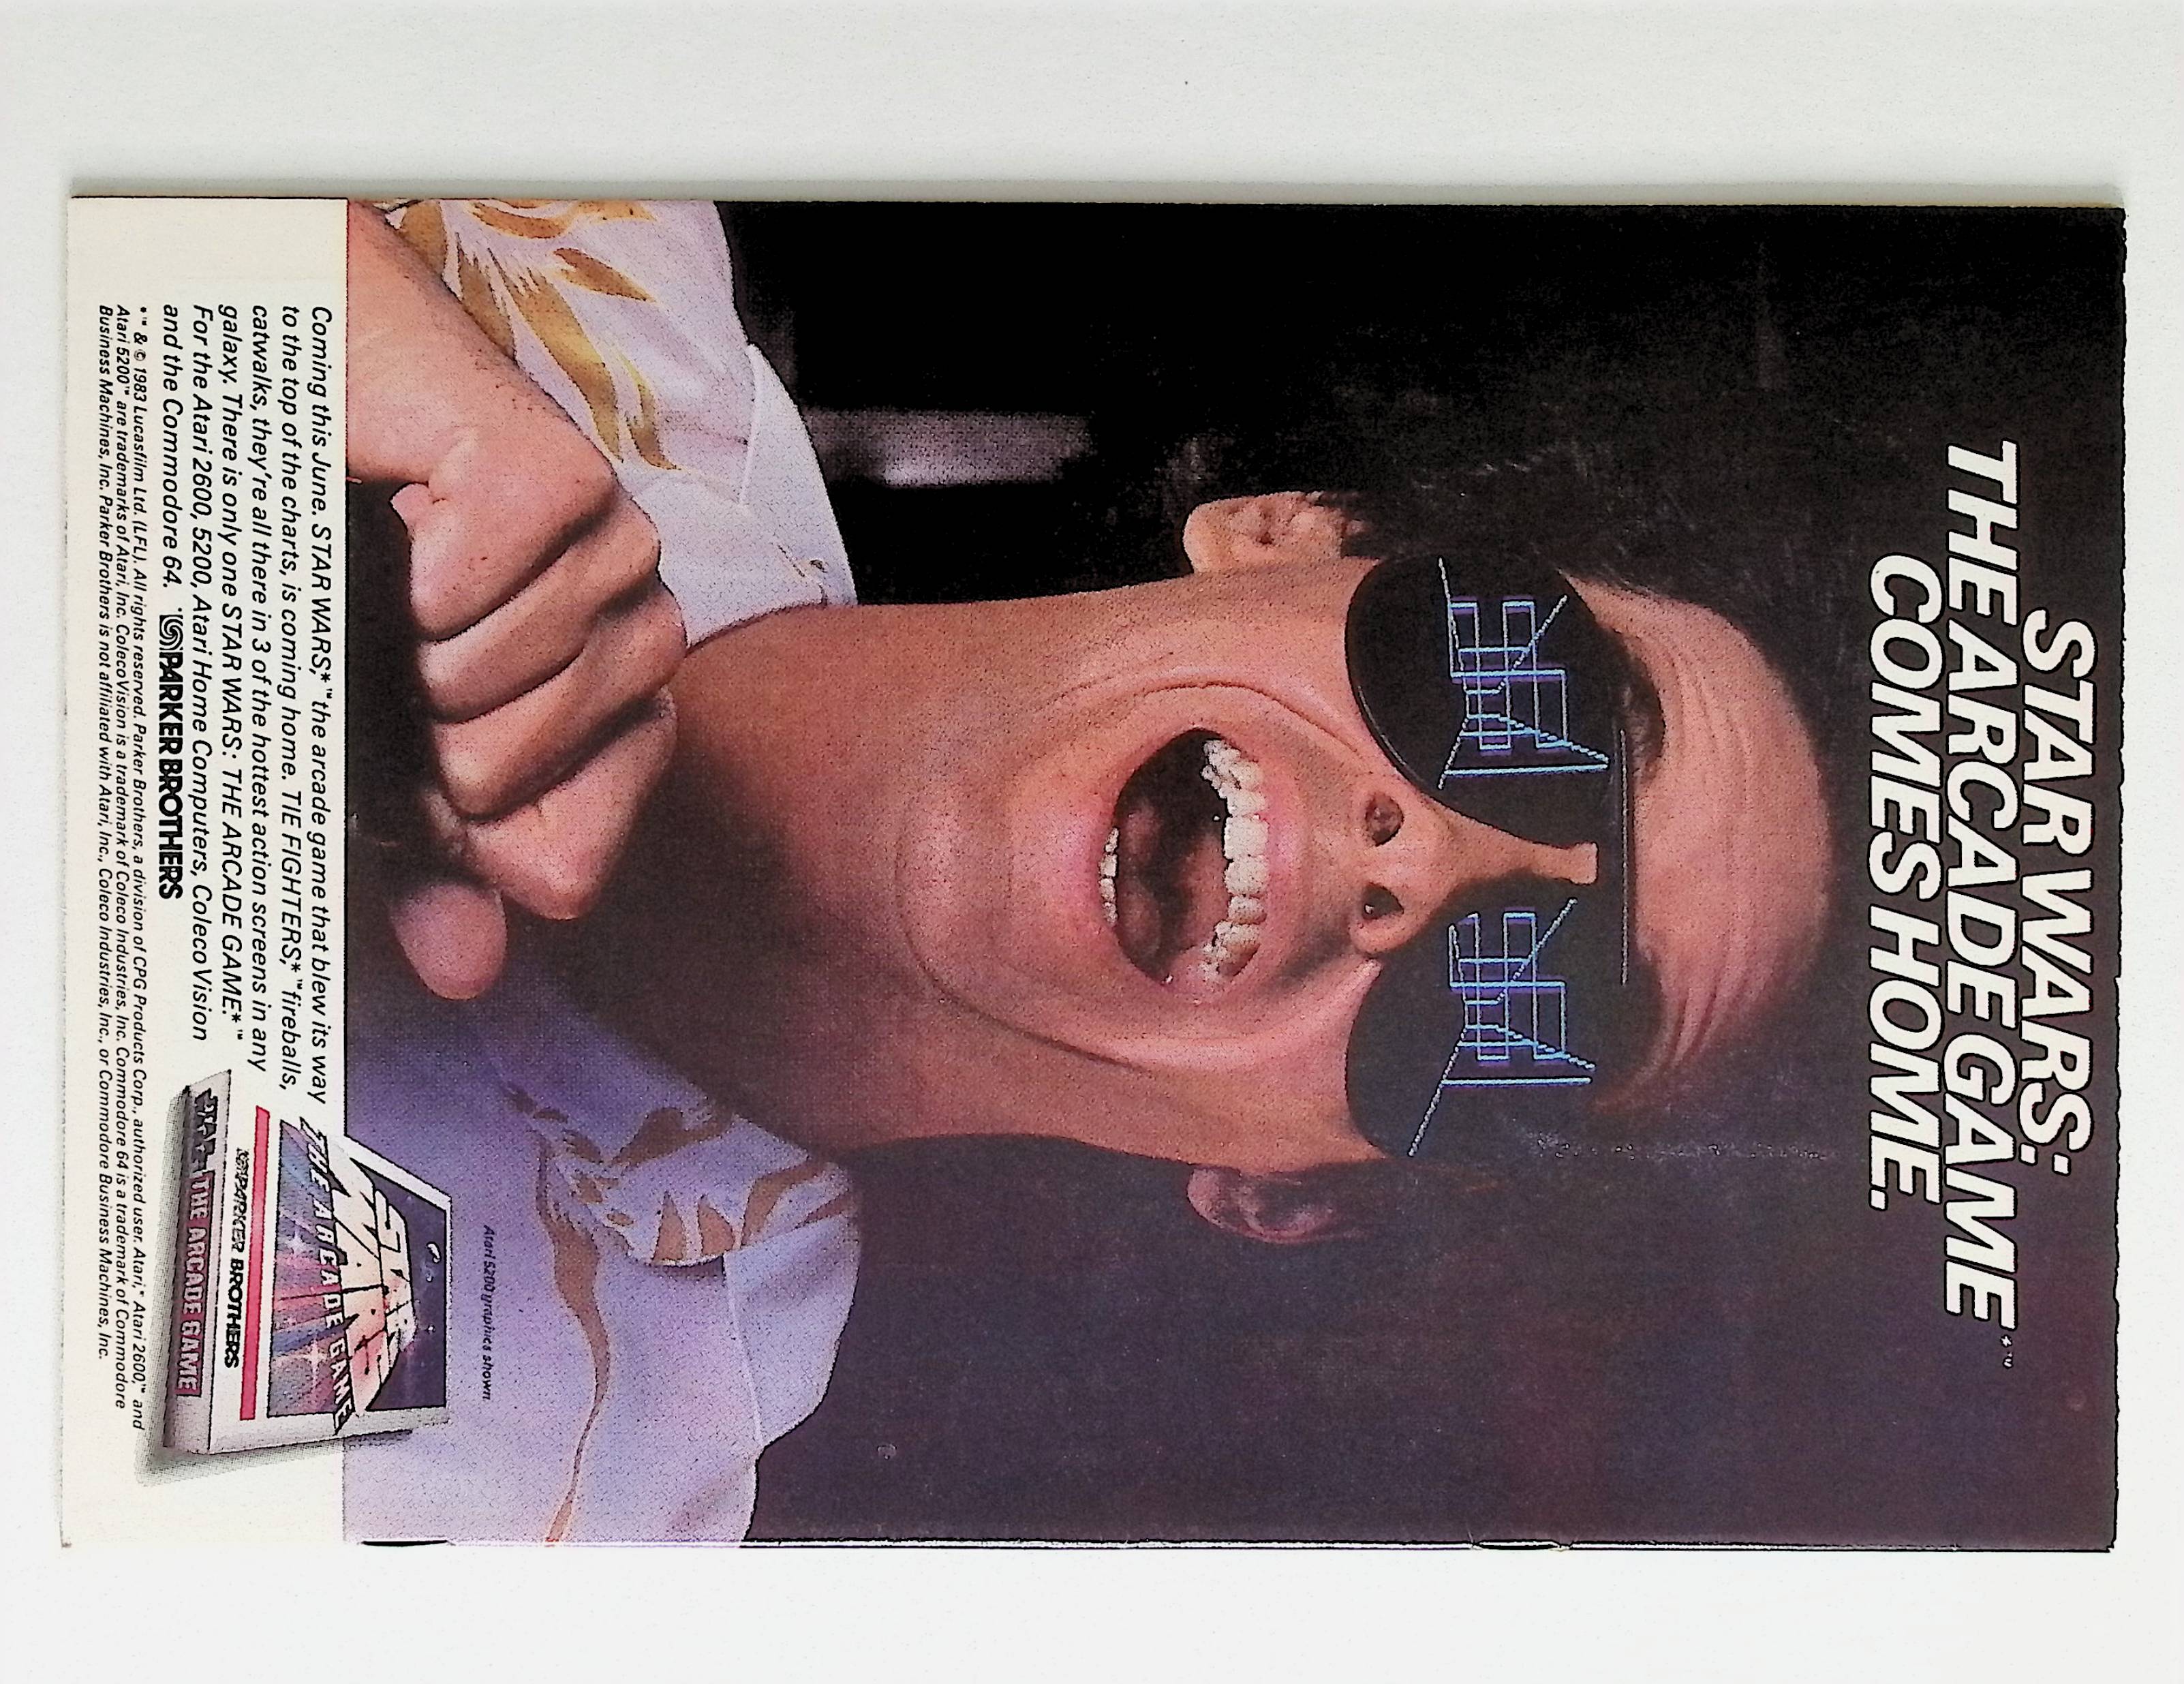 STAR WARS:
THE ARCADE GAME*™
COMES HOME.
Atari 5200 graphics shown.
Coming this June. STAR WARS,*™ the arcade game that blew its way
to the top of the charts, is coming home. TIE FIGHTERS,*™ fireballs,
catwalks, they're all there in 3 of the hottest action screens in any
galaxy. There is only one STAR WARS: THE ARCADE GAME.*™
For the Atari 2600, 5200, Atari Home Computers, ColecoVision
and the Commodore 64. PARKER BROTHERS
STAR
WARS
THE ARCADE GAME
PARKER BROTHERS
STAR WARS THE ARCADE GAME
*™ & © 1983 Lucasfilm Ltd. (LFL). All rights reserved. Parker Brothers, a division of CPG Products Corp., authorized user. Atari,® Atari 2600,™ and
Atari 5200™ are trademarks of Atari, Inc. ColecoVision is a trademark of Coleco Industries, Inc. Commodore 64 is a trademark of Commodore
Business Machines, Inc. Parker Brothers is not affiliated with Atari, Inc., Coleco Industries, Inc., or Commodore Business Machines, Inc.